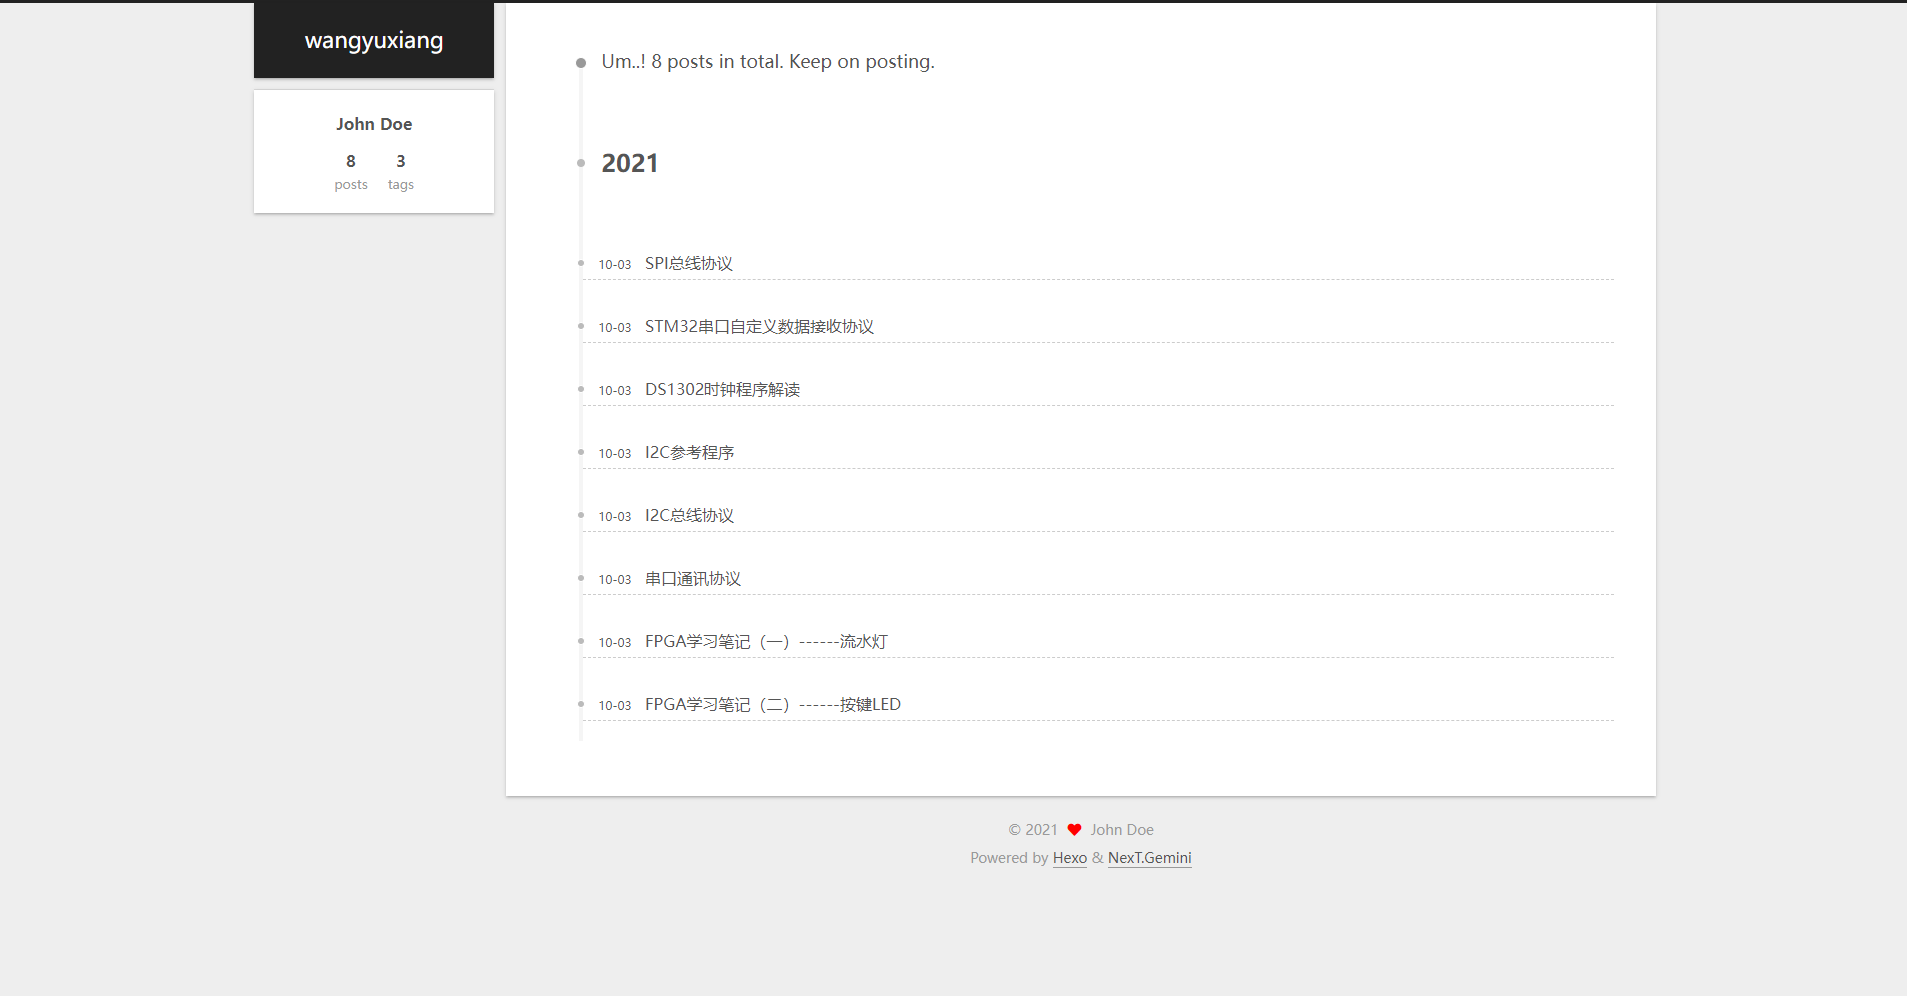 wangyuxiang
John Doe
8 3
posts tags
Um..! 8 posts in total. Keep on posting.
2021
10-03 SPI总线协议
10-03 STM32串口自定义数据接收协议
10-03 DS1302时钟程序解读
10-03 I2C参考程序
10-03 I2C总线协议
10-03 串口通讯协议
10-03 FPGA学习笔记（一）------流水灯
10-03 FPGA学习笔记（二）------按键LED
© 2021 ♥ John Doe
Powered by Hexo & NexT.Gemini